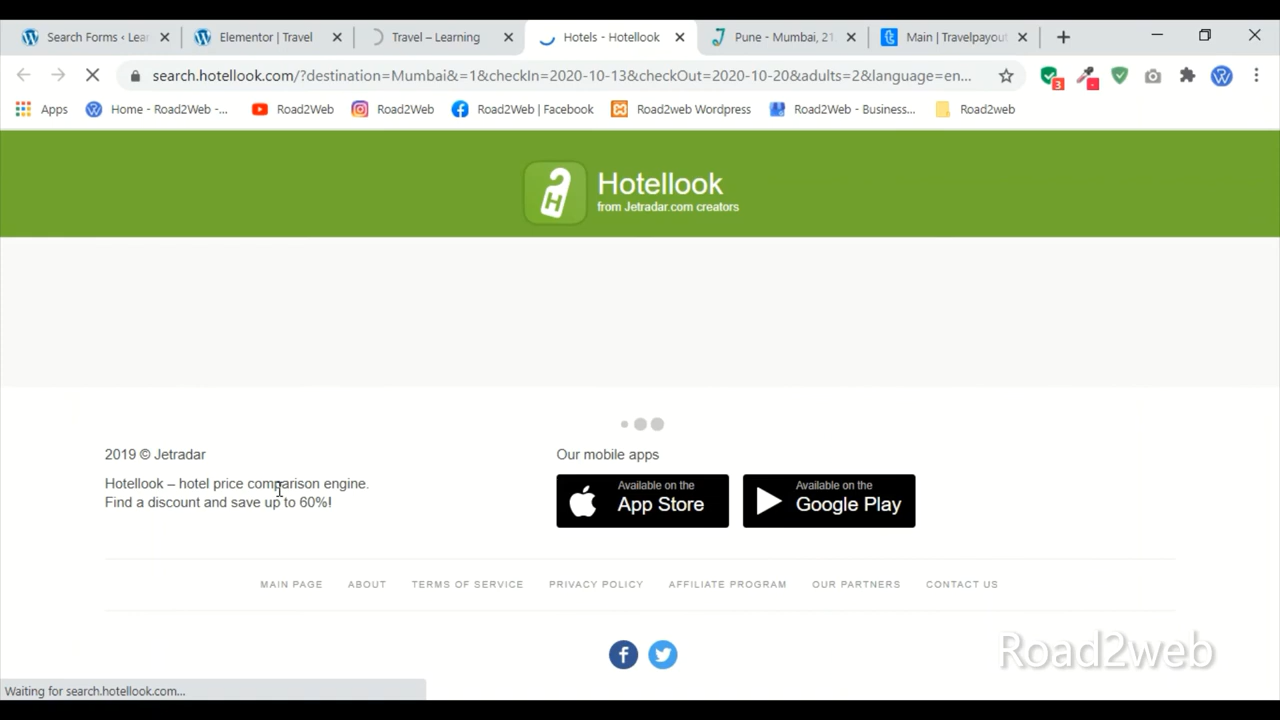 Search Forms ‹ Lear
Elementor | Travel
Travel – Learning
Hotels - Hotellook
Pune - Mumbai, 21.
Main | Travelpayout
search.hotellook.com/?destination=Mumbai&=1&checkIn=2020-10-13&checkOut=2020-10-20&adults=2&language=en...
3
Apps
Home - Road2Web -...
Road2Web
Road2Web
Road2Web | Facebook
Road2web Wordpress
Road2Web - Business...
Road2web
H
Hotellook
from Jetradar.com creators
2019 © Jetradar
Hotellook – hotel price comparison engine.
Find a discount and save up to 60%!
Our mobile apps
Available on the
App Store
Available on the
Google Play
MAIN PAGE
ABOUT
TERMS OF SERVICE
PRIVACY POLICY
AFFILIATE PROGRAM
OUR PARTNERS
CONTACT US
Road2web
Waiting for search.hotellook.com...